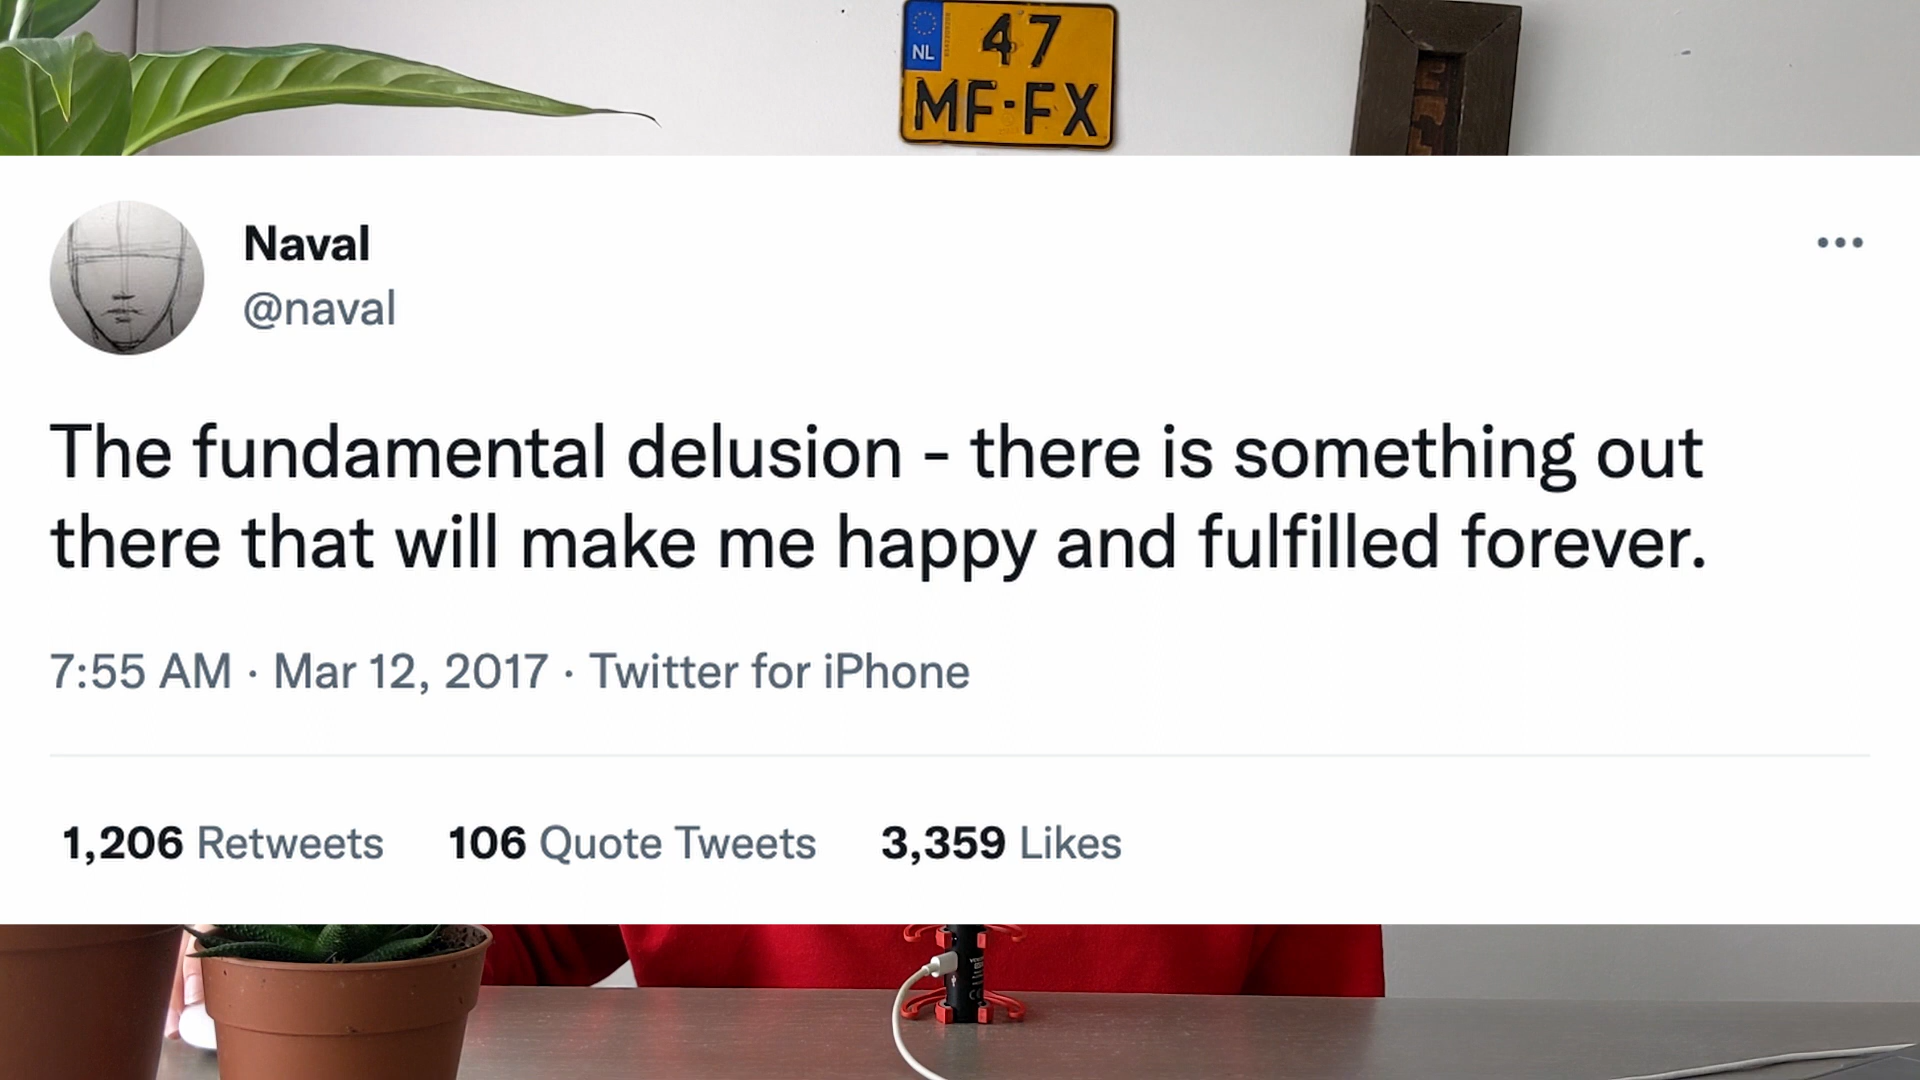 NL
47
MF-FX
Naval
@naval
The fundamental delusion - there is something out
there that will make me happy and fulfilled forever.
7:55 AM · Mar 12, 2017 · Twitter for iPhone
1,206 Retweets 106 Quote Tweets 3,359 Likes